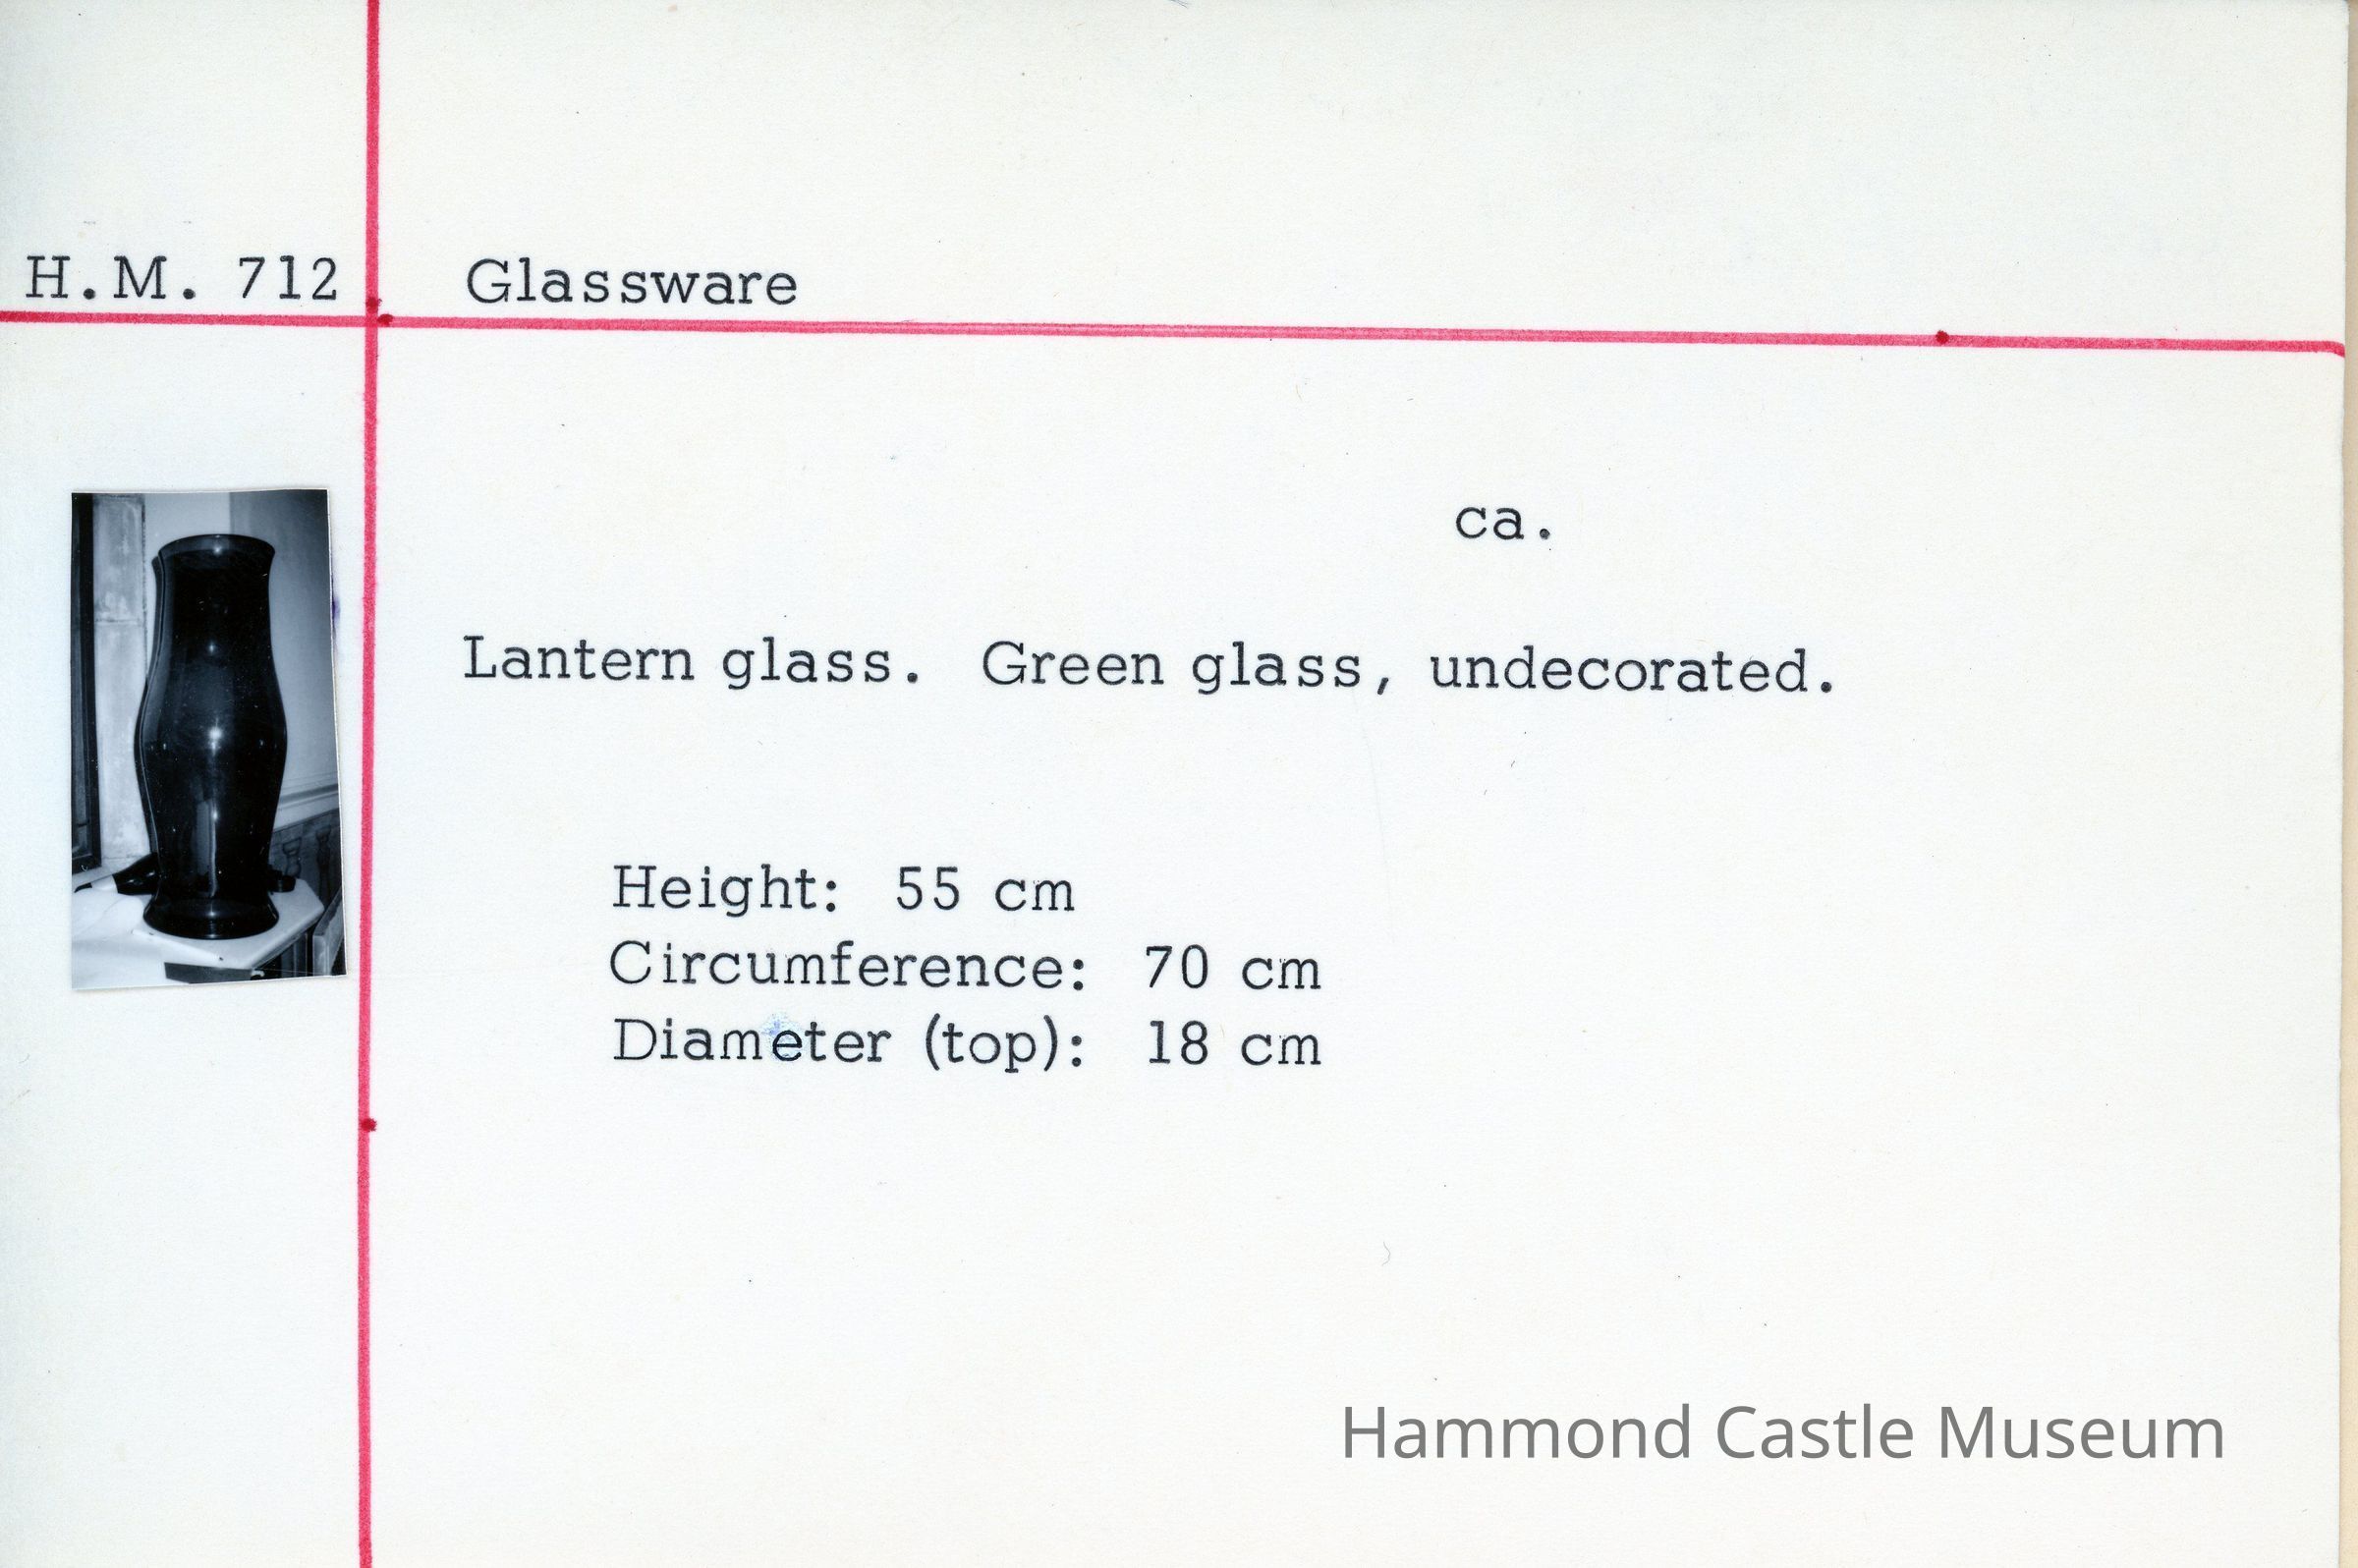 H.M. 712 Glassware
ca.
Lantern glass. Green glass, undecorated.
Height: 55 cm
Circumference: 70 cm
Diameter (top): 18 cm
Hammond Castle Museum